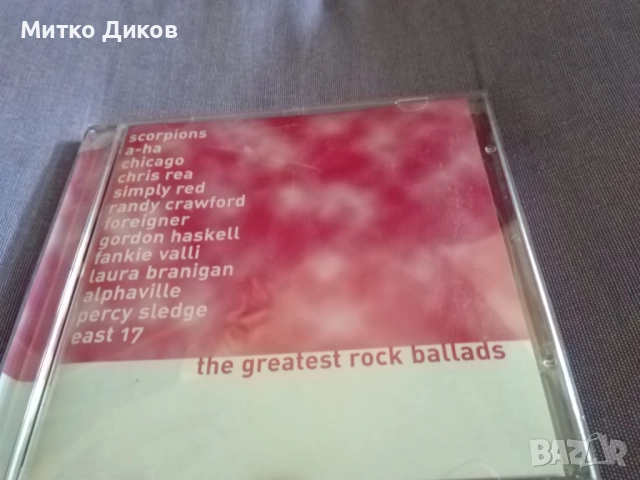 Митко Диков
scorpions
a-ha
chicago
chris rea
simply red
randy crawford
foreigner
gordon haskell
fankie valli
laura branigan
alphaville
percy sledge
east 17
the greatest rock ballads
BAZAR